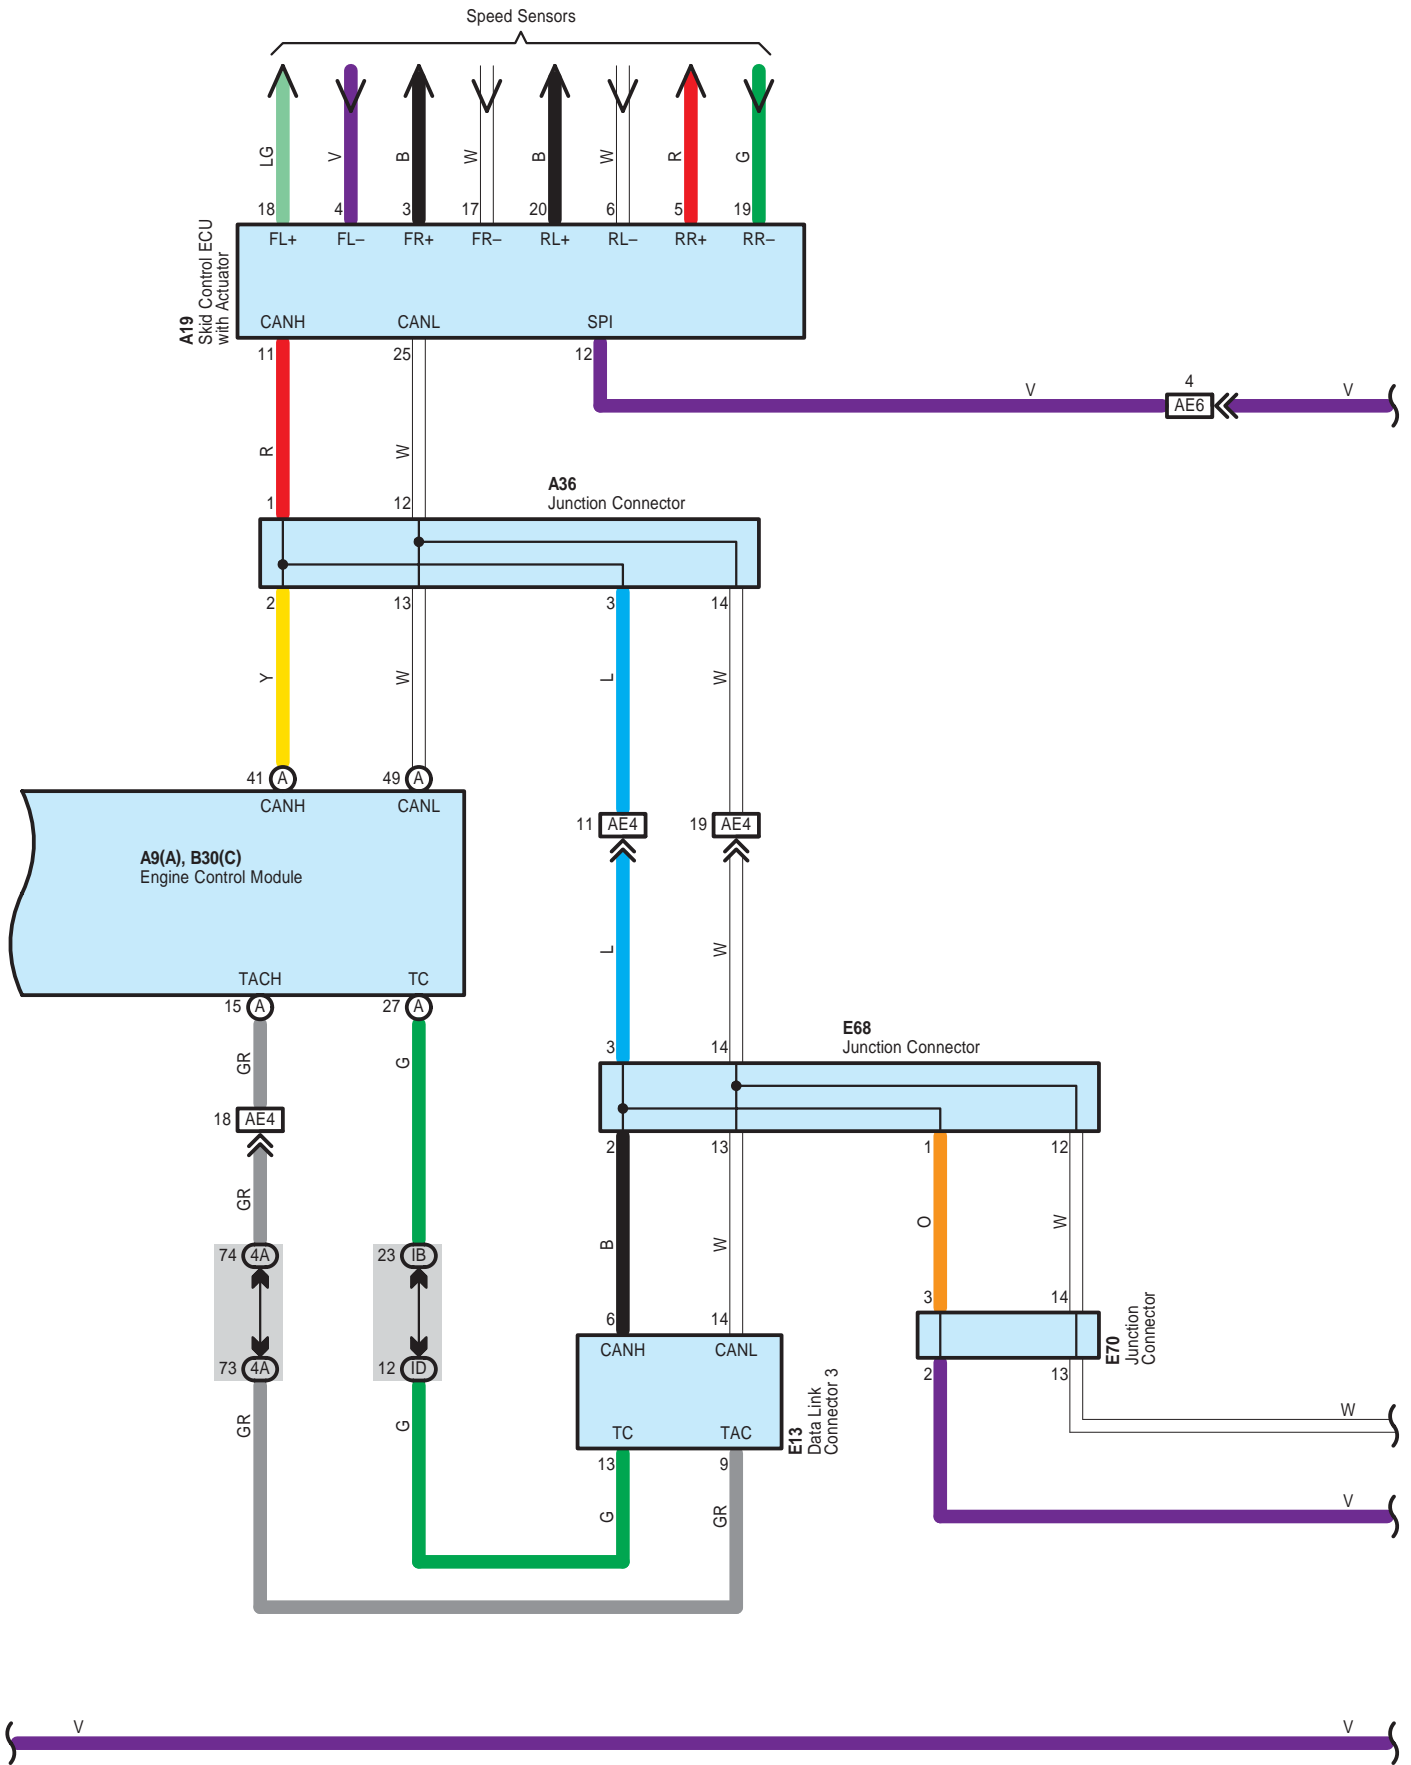 Speed Sensors
LG V B W B W R G
18 4 3 17 20 6 5 19
FL+ FL– FR+ FR– RL+ RL– RR+ RR–
A19
Skid Control ECU
with Actuator
CANH CANL SPI
11 25 12
4
V AE6 V
R W
A36
Junction Connector
1 12
2 13 3 14
Y W L W
41 A 49 A
CANH CANL
11 AE4 19 AE4
A9(A), B30(C)
Engine Control Module
L W
TACH TC
15 A 27 A
E68
Junction Connector
3 14
GR G
18 AE4
2 13 1 12
GR B W O W
74 4A 23 IB
3 14
E70
Junction
Connector
6 14
CANH CANL
73 4A 12 ID
2 13
GR G
W
E13
Data Link
Connector 3
TC TAC
13 9
G GR
V
V V